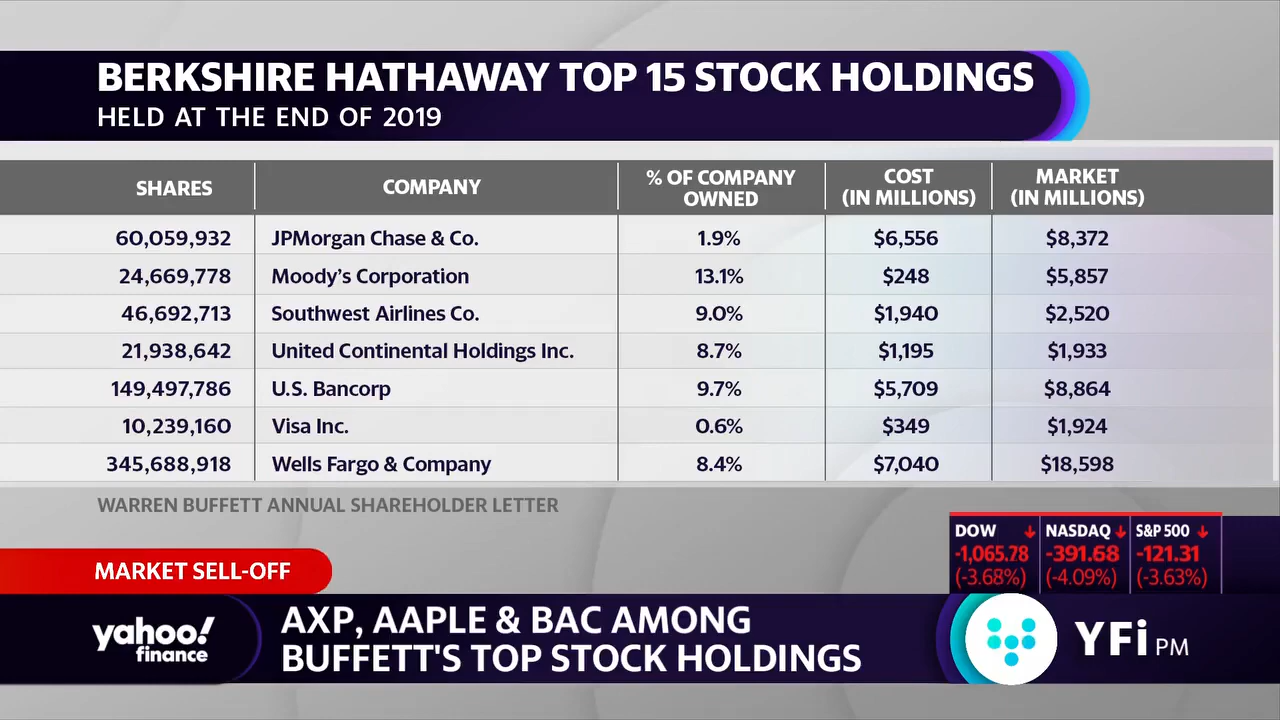 BERKSHIRE HATHAWAY TOP 15 STOCK HOLDINGS
HELD AT THE END OF 2019
SHARES COMPANY % OF COMPANY OWNED COST (IN MILLIONS) MARKET (IN MILLIONS)
60,059,932 JPMorgan Chase & Co. 1.9% $6,556 $8,372
24,669,778 Moody's Corporation 13.1% $248 $5,857
46,692,713 Southwest Airlines Co. 9.0% $1,940 $2,520
21,938,642 United Continental Holdings Inc. 8.7% $1,195 $1,933
149,497,786 U.S. Bancorp 9.7% $5,709 $8,864
10,239,160 Visa Inc. 0.6% $349 $1,924
345,688,918 Wells Fargo & Company 8.4% $7,040 $18,598
WARREN BUFFETT ANNUAL SHAREHOLDER LETTER
DOW NASDAQ S&P 500
-1,065.78 -391.68 -121.31
(-3.68%) (-4.09%) (-3.63%)
MARKET SELL-OFF
yahoo! finance
AXP, AAPLE & BAC AMONG
BUFFETT'S TOP STOCK HOLDINGS
YFi PM